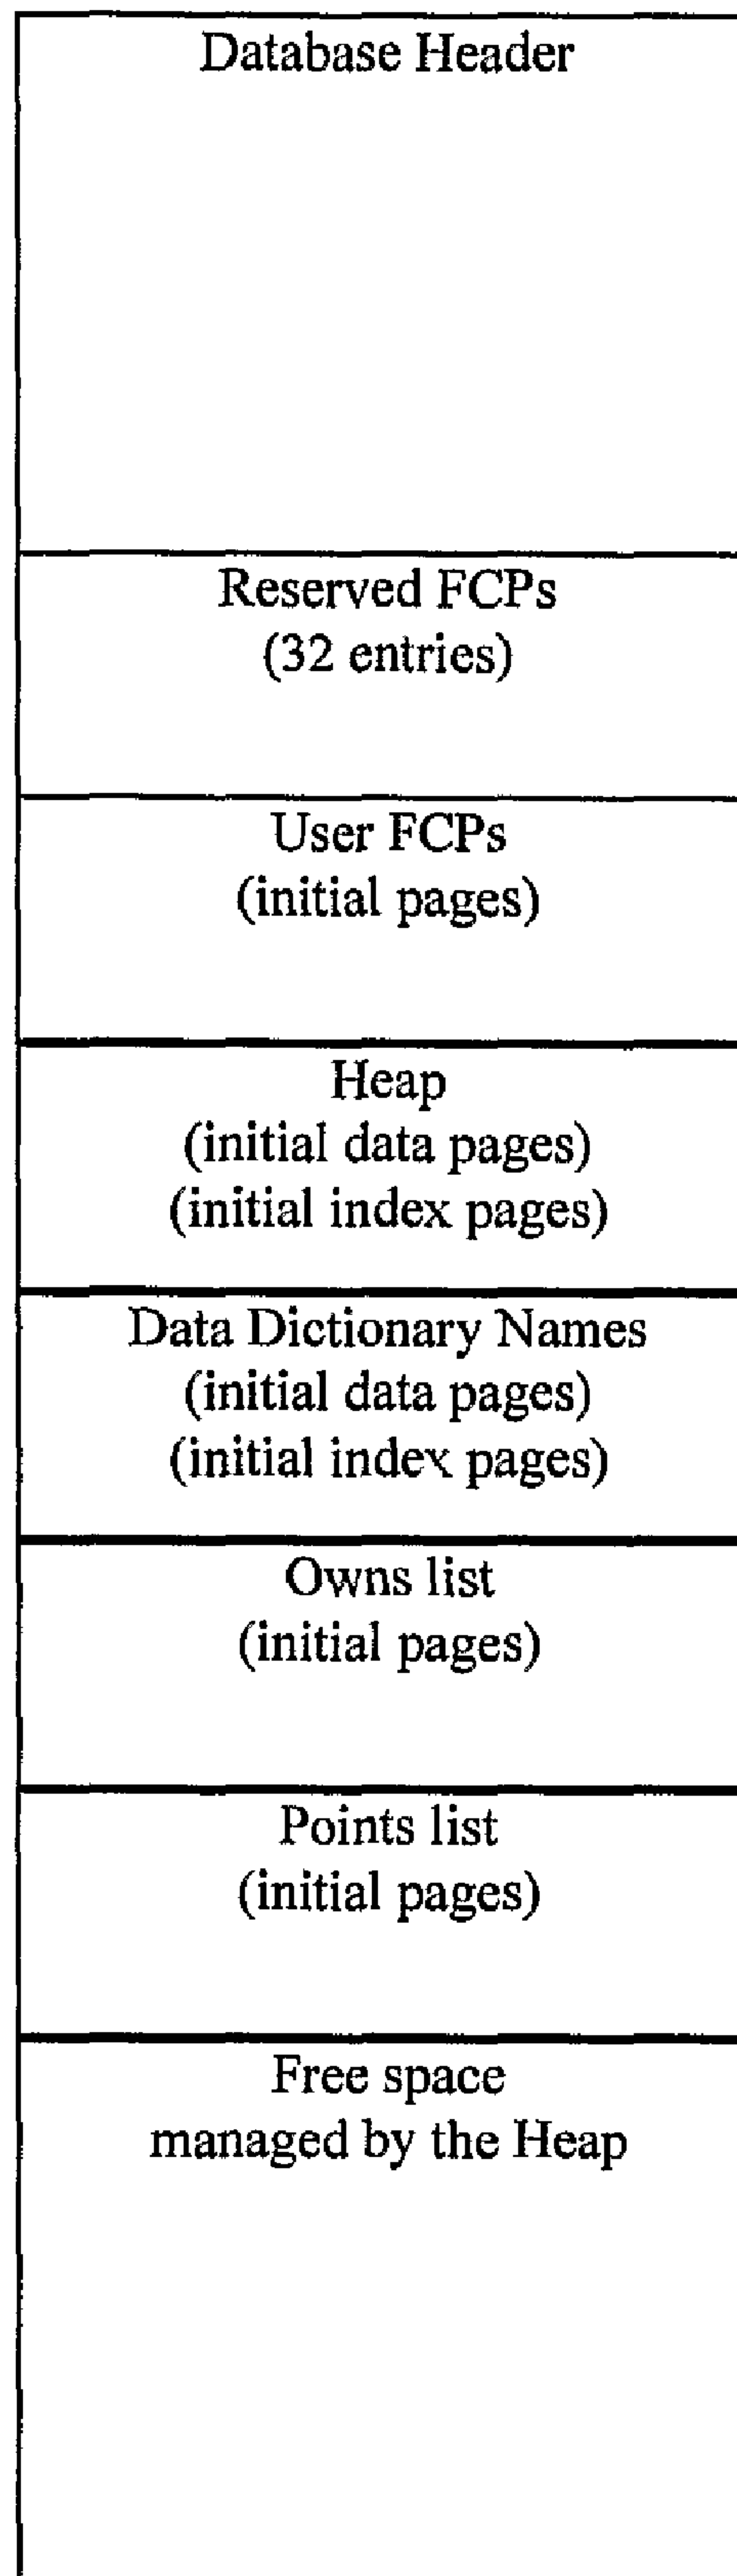 Database Header
Reserved FCPs
(32 entries)
User FCPs
(initial pages)
Heap
(initial data pages)
(initial index pages)
Data Dictionary Names
(initial data pages)
(initial index pages)
Owns list
(initial pages)
Points list
(initial pages)
Free space
managed by the Heap